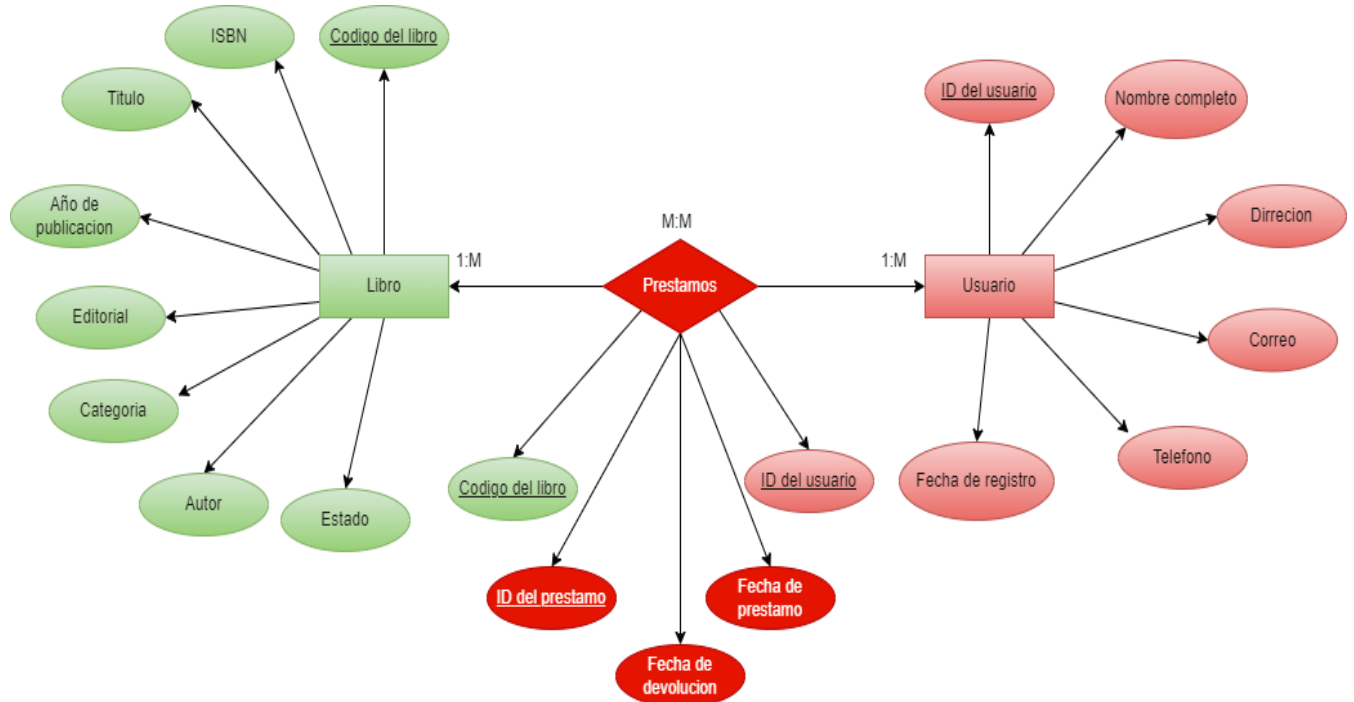 ISBN
Codigo del libro
Titulo
ID del usuario
Nombre completo
Año de
publicacion
Dirrecion
M:M
1:M
1:M
Libro
Prestamos
Usuario
Editorial
Correo
Categoria
Telefono
Autor
Estado
Codigo del libro
ID del usuario
Fecha de registro
ID del prestamo
Fecha de
prestamo
Fecha de
devolucion